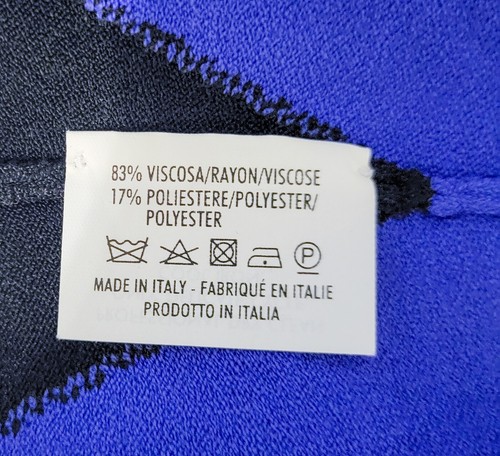 83% VISCOSA/RAYON/VISCOSE
17% POLIESTERE/POLYESTER/
POLYESTER
P
MADE IN ITALY - FABRIQUÉ EN ITALIE
PRODOTTO IN ITALIA